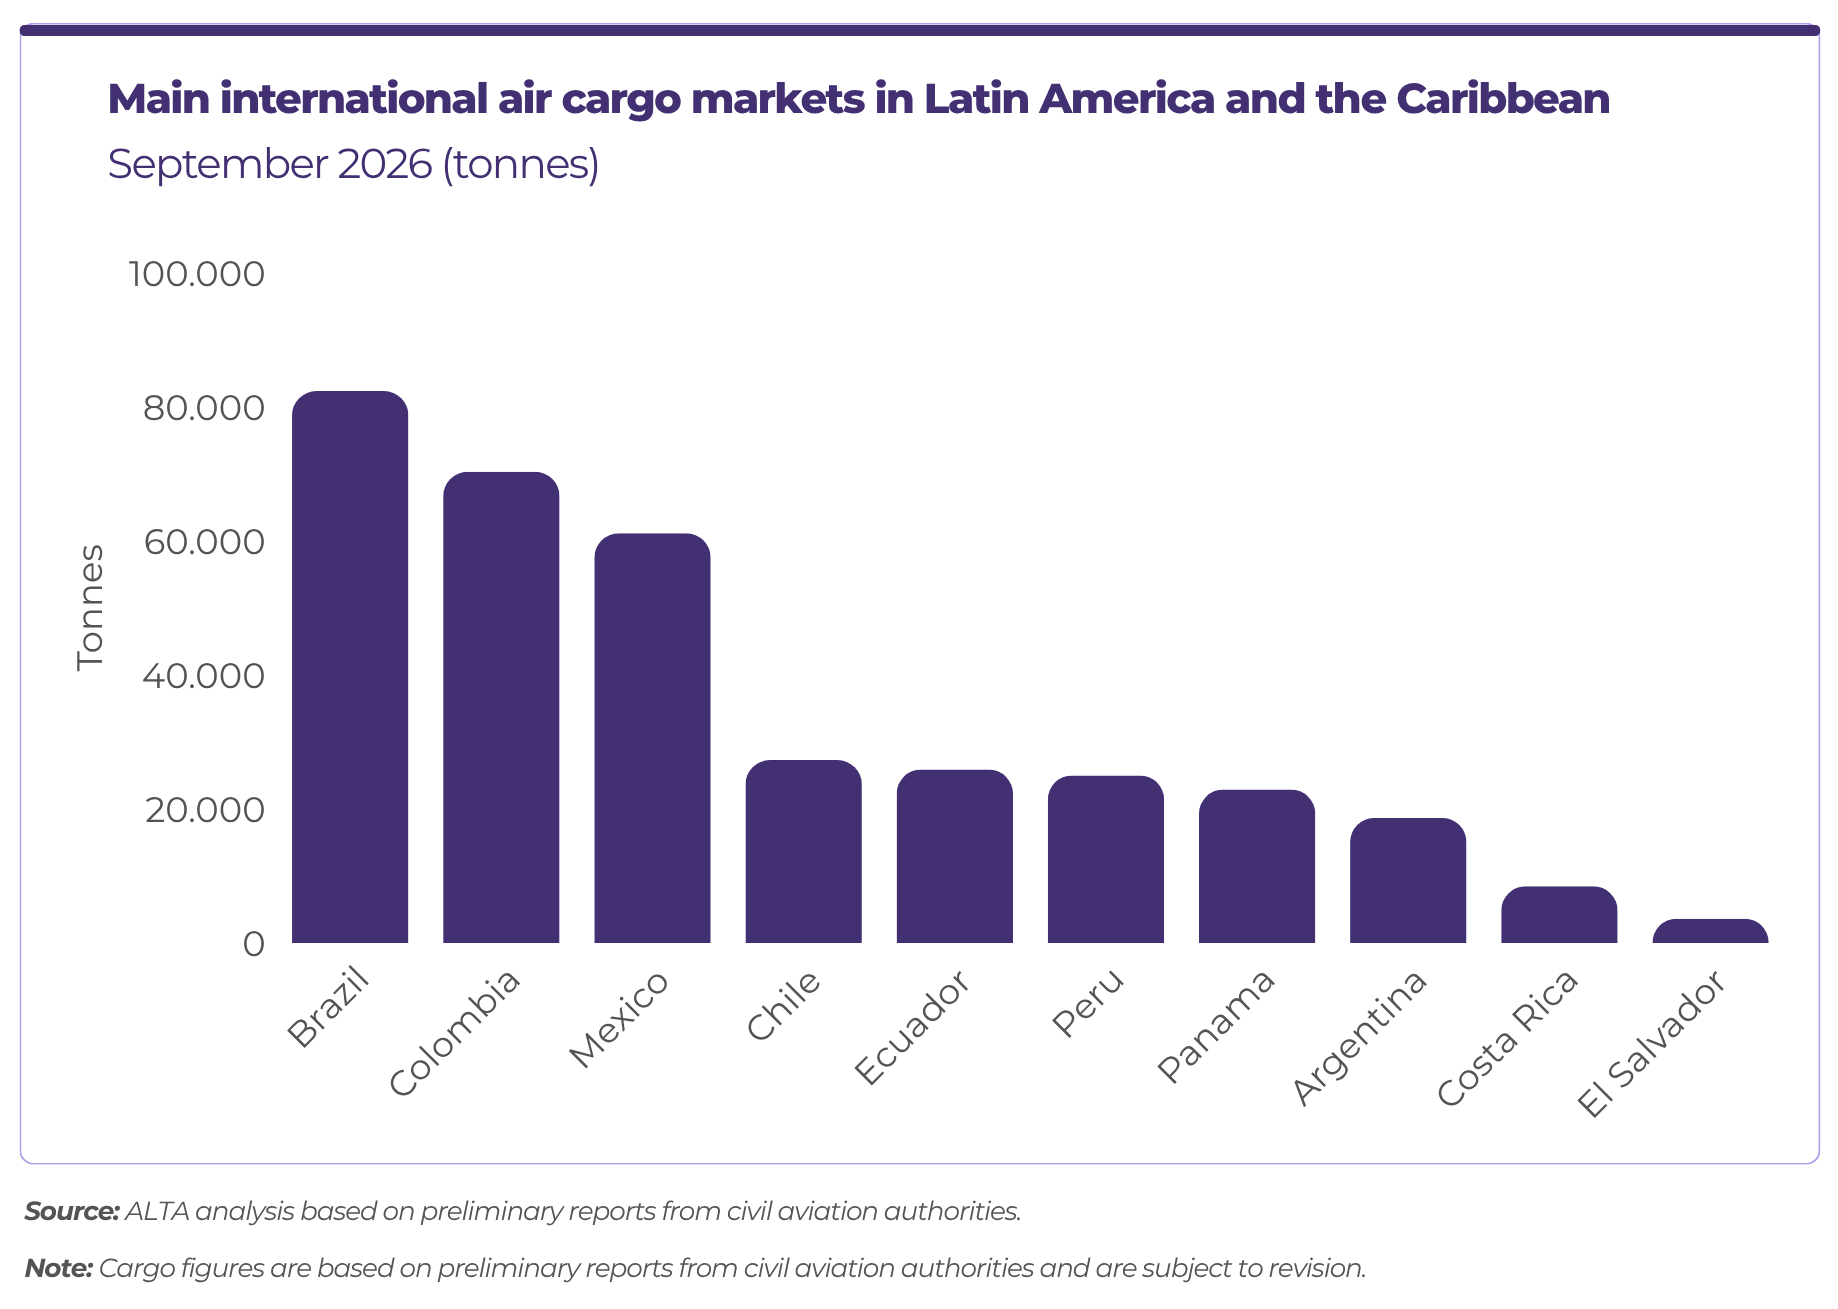 Main international air cargo markets in Latin America and the Caribbean
September 2026 (tonnes)
100.000
80.000
60.000
40.000
20.000
0
Tonnes
Brazil
Colombia
Mexico
Chile
Ecuador
Peru
Panama
Argentina
Costa Rica
El Salvador
Source: ALTA analysis based on preliminary reports from civil aviation authorities.
Note: Cargo figures are based on preliminary reports from civil aviation authorities and are subject to revision.